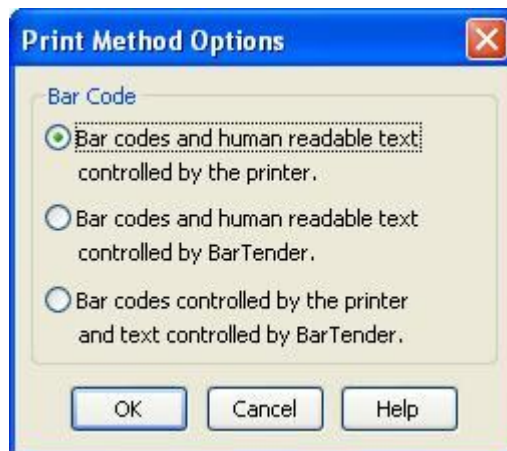 Print Method Options
Bar Code
Bar codes and human readable text
controlled by the printer.
Bar codes and human readable text
controlled by BarTender.
Bar codes controlled by the printer
and text controlled by BarTender.
OK Cancel Help